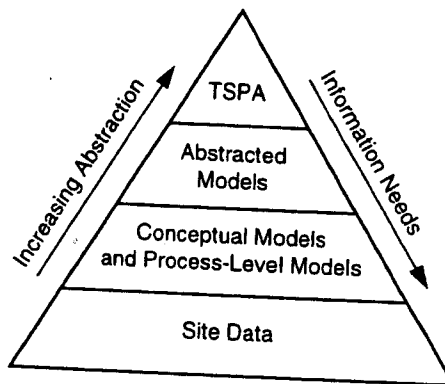 TSPA
Abstracted
Models
Conceptual Models
and Process-Level Models
Site Data
Increasing Abstraction
Information Needs